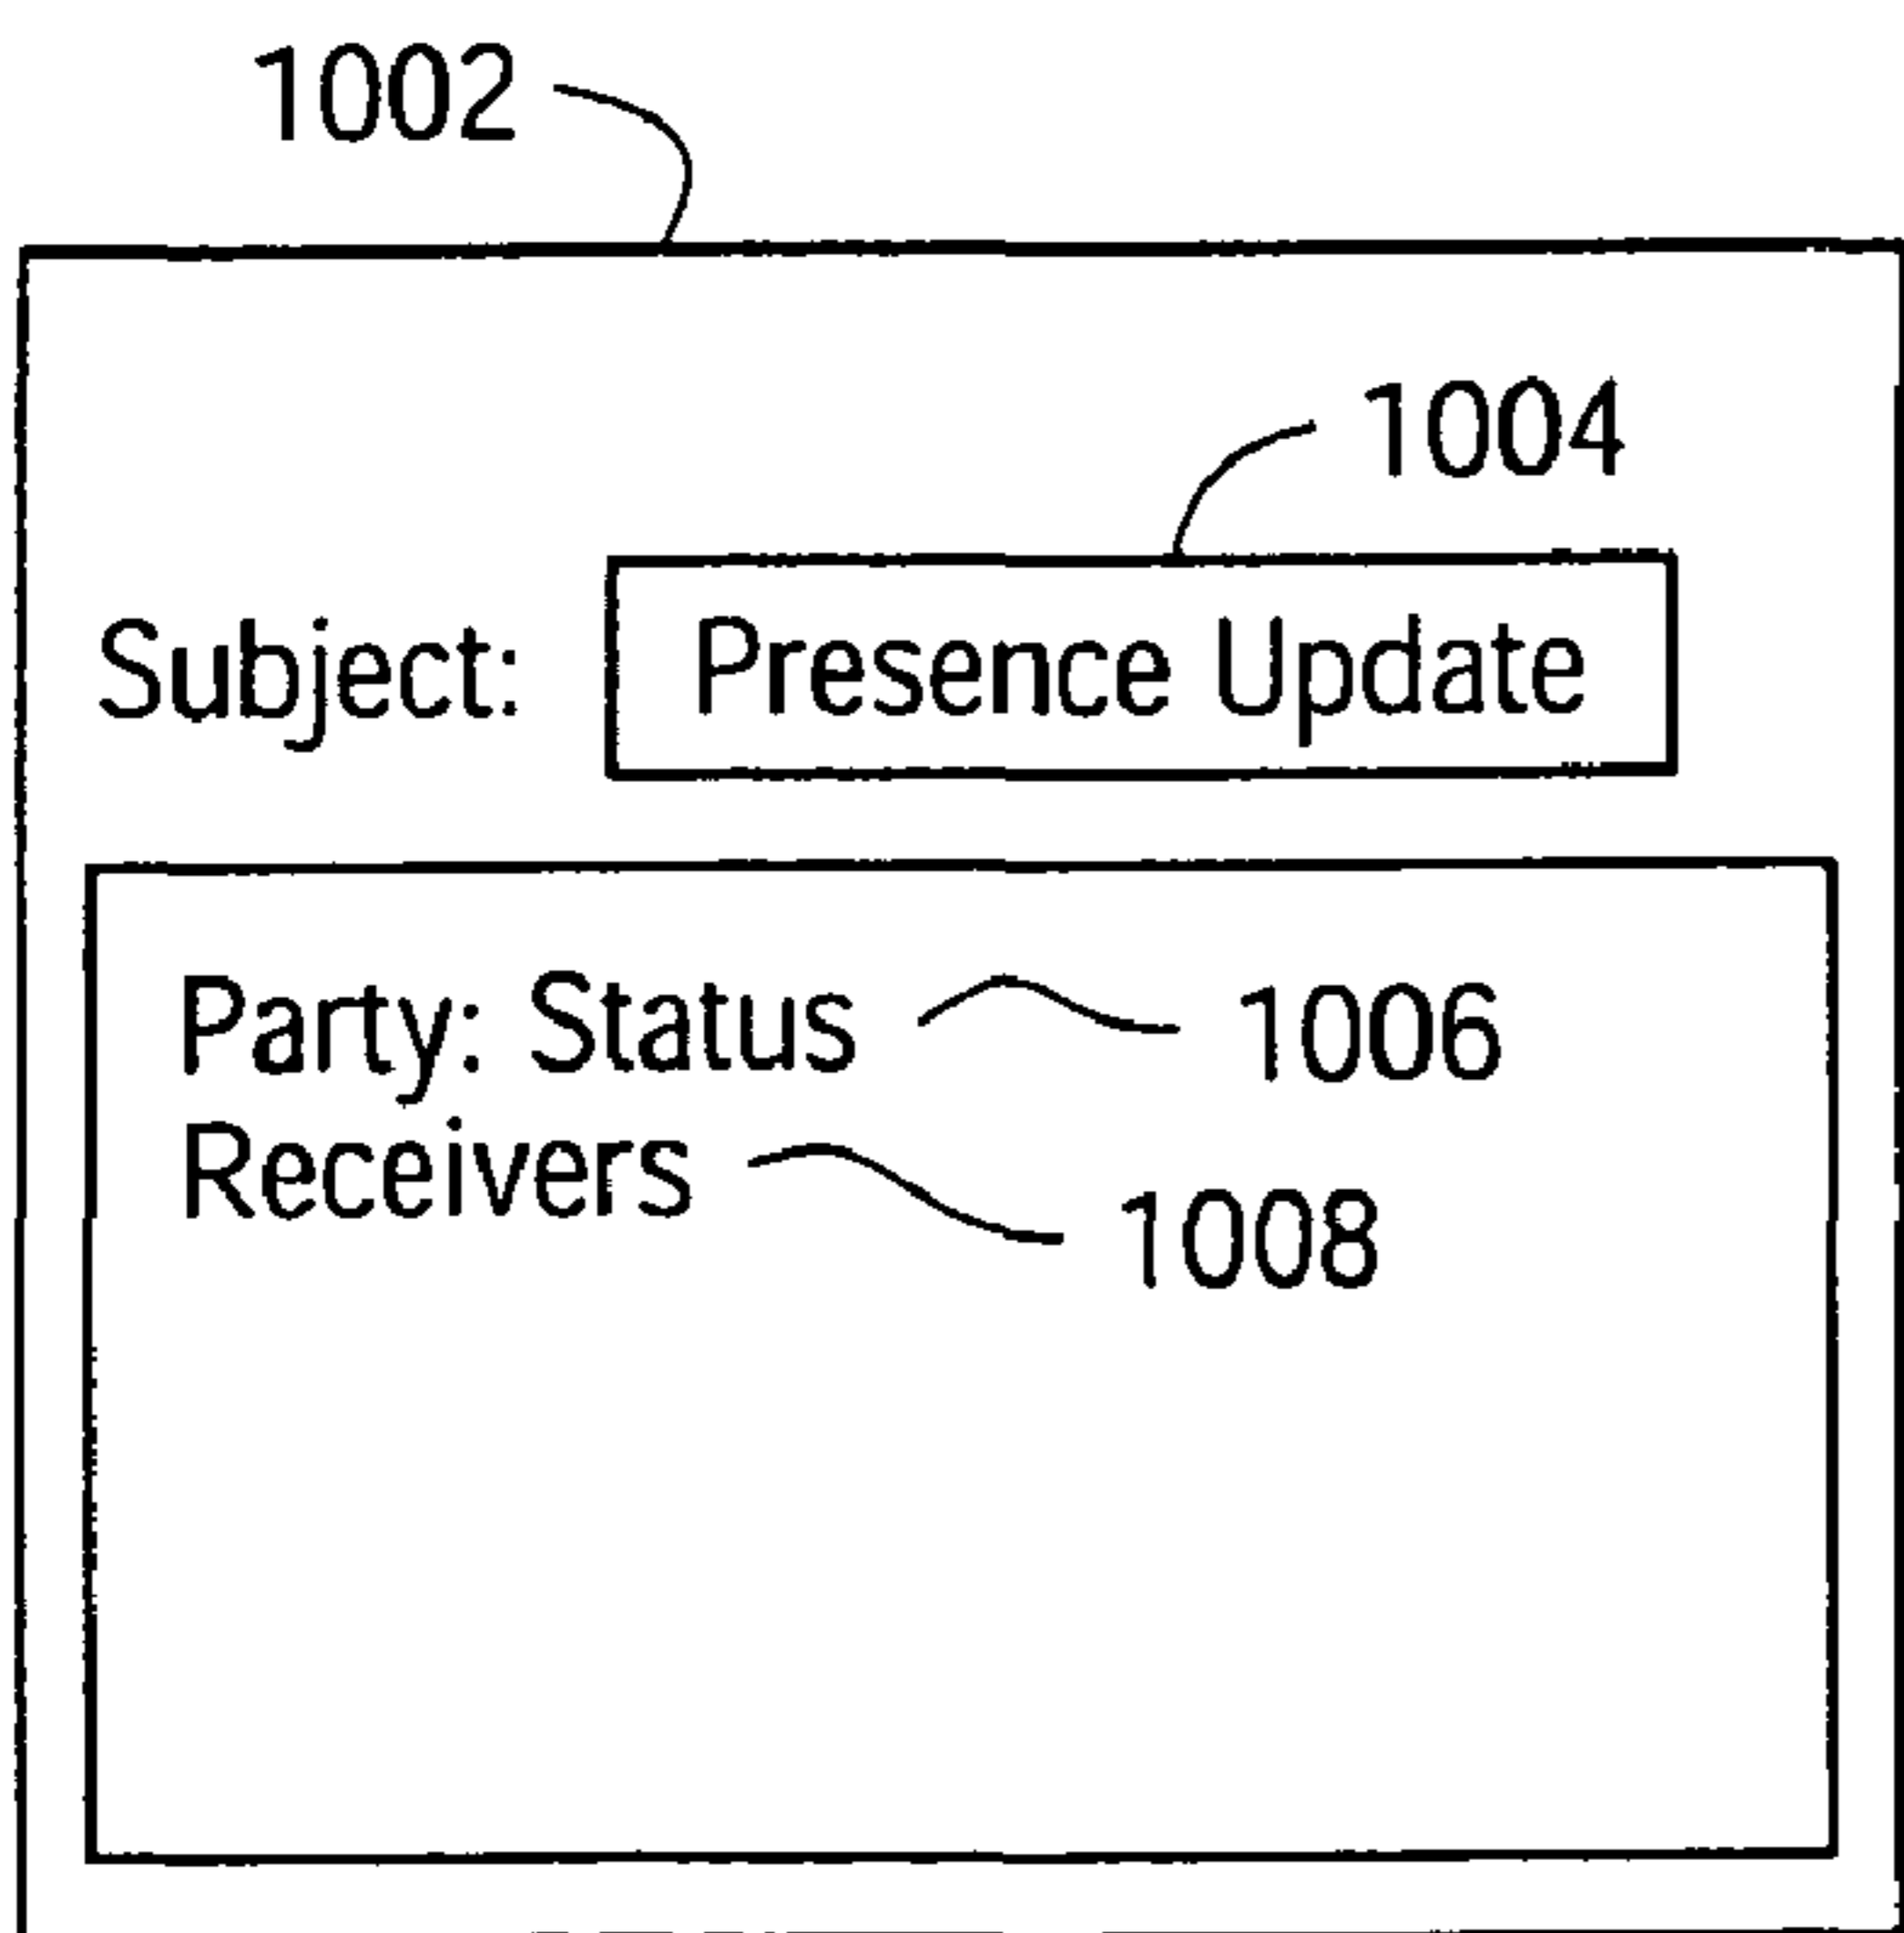 1002
1004
Subject: Presence Update
Party: Status 1006
Receivers 1008